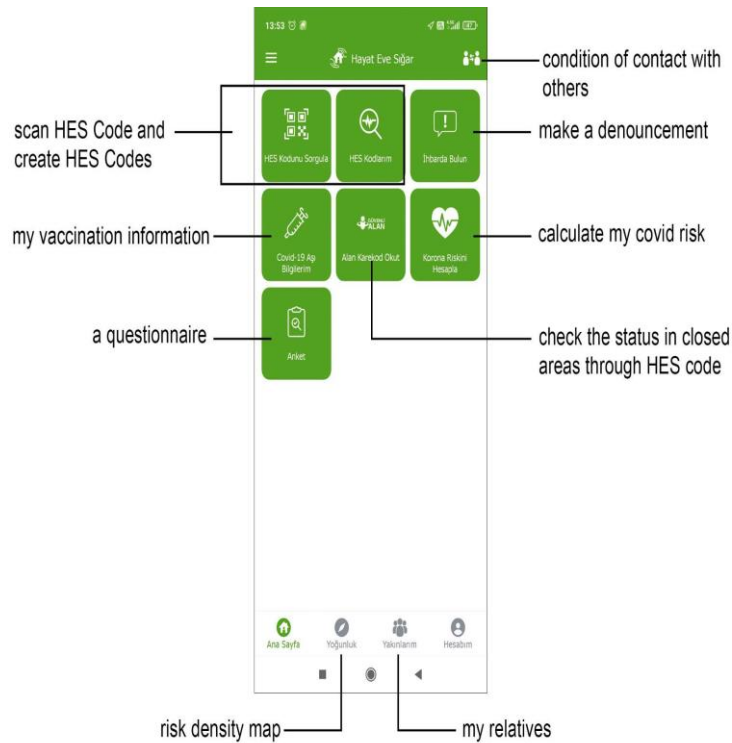 13:53
47
Hayat Eve Sığar
condition of contact with
others
scan HES Code and
create HES Codes
HES Kodunu Sorgula
HES Kodlarım
İhbarda Bulun
make a denouncement
my vaccination information
Covid-19 Aşı
Bilgilerim
GÜVENLİ
ALAN
Alan Karekod Okut
Korona Riskini
Hesapla
calculate my covid risk
a questionnaire
Anket
check the status in closed
areas through HES code
Ana Sayfa
Yoğunluk
Yakınlarım
Hesabım
risk density map
my relatives